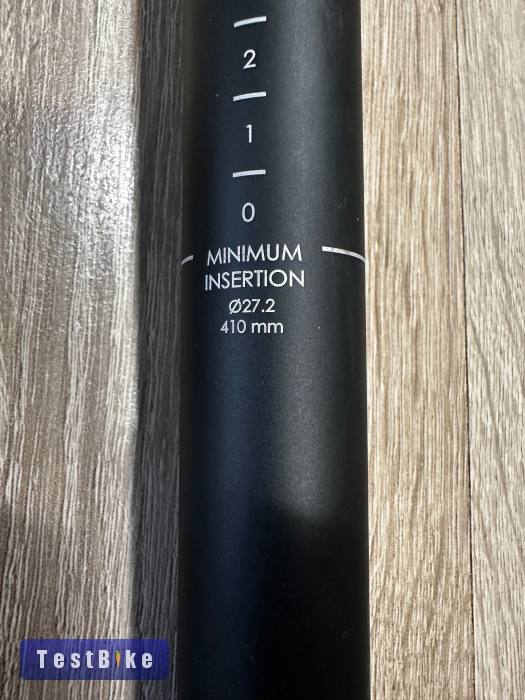 2
1
0
MINIMUM
INSERTION
Ø27.2
410 mm
TestBike